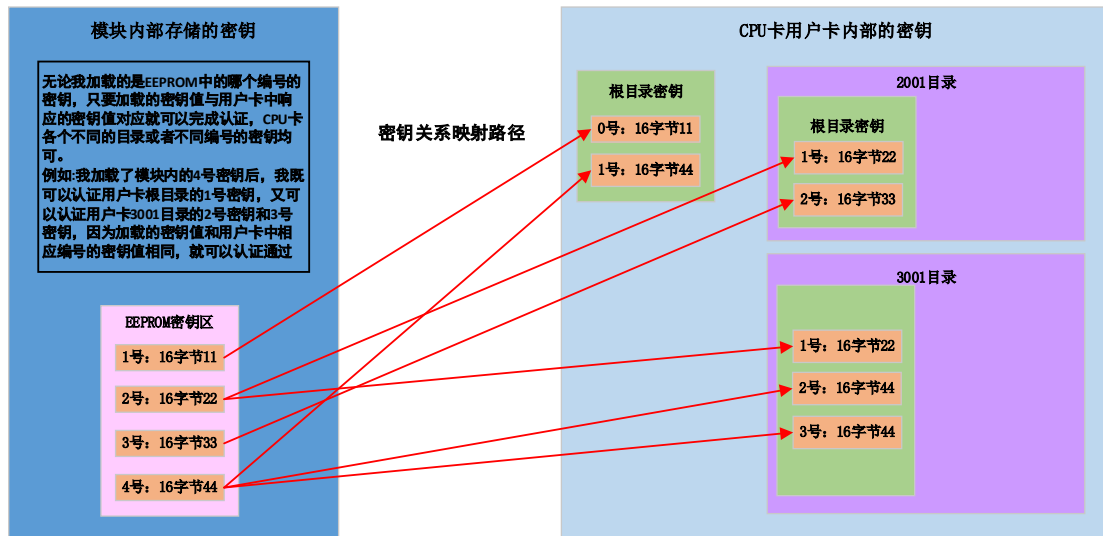 模块内部存储的密钥
无论我加载的是EEPROM中的哪个编号的
密钥，只要加载的密钥值与用户卡中响
应的密钥值对应就可以完成认证，CPU卡
各个不同的目录或者不同编号的密钥均
可。
例如:我加载了模块内的4号密钥后，我既
可以认证用户卡根目录的1号密钥，又可
以认证用户卡3001目录的2号密钥和3号
密钥，因为加载的密钥值和用户卡中相
应编号的密钥值相同，就可以认证通过
EEPROM密钥区
1号：16字节11
2号：16字节22
3号：16字节33
4号：16字节44
密钥关系映射路径
CPU卡用户卡内部的密钥
根目录密钥
0号：16字节11
1号：16字节44
2001目录
根目录密钥
1号：16字节22
2号：16字节33
3001目录
1号：16字节22
2号：16字节44
3号：16字节44